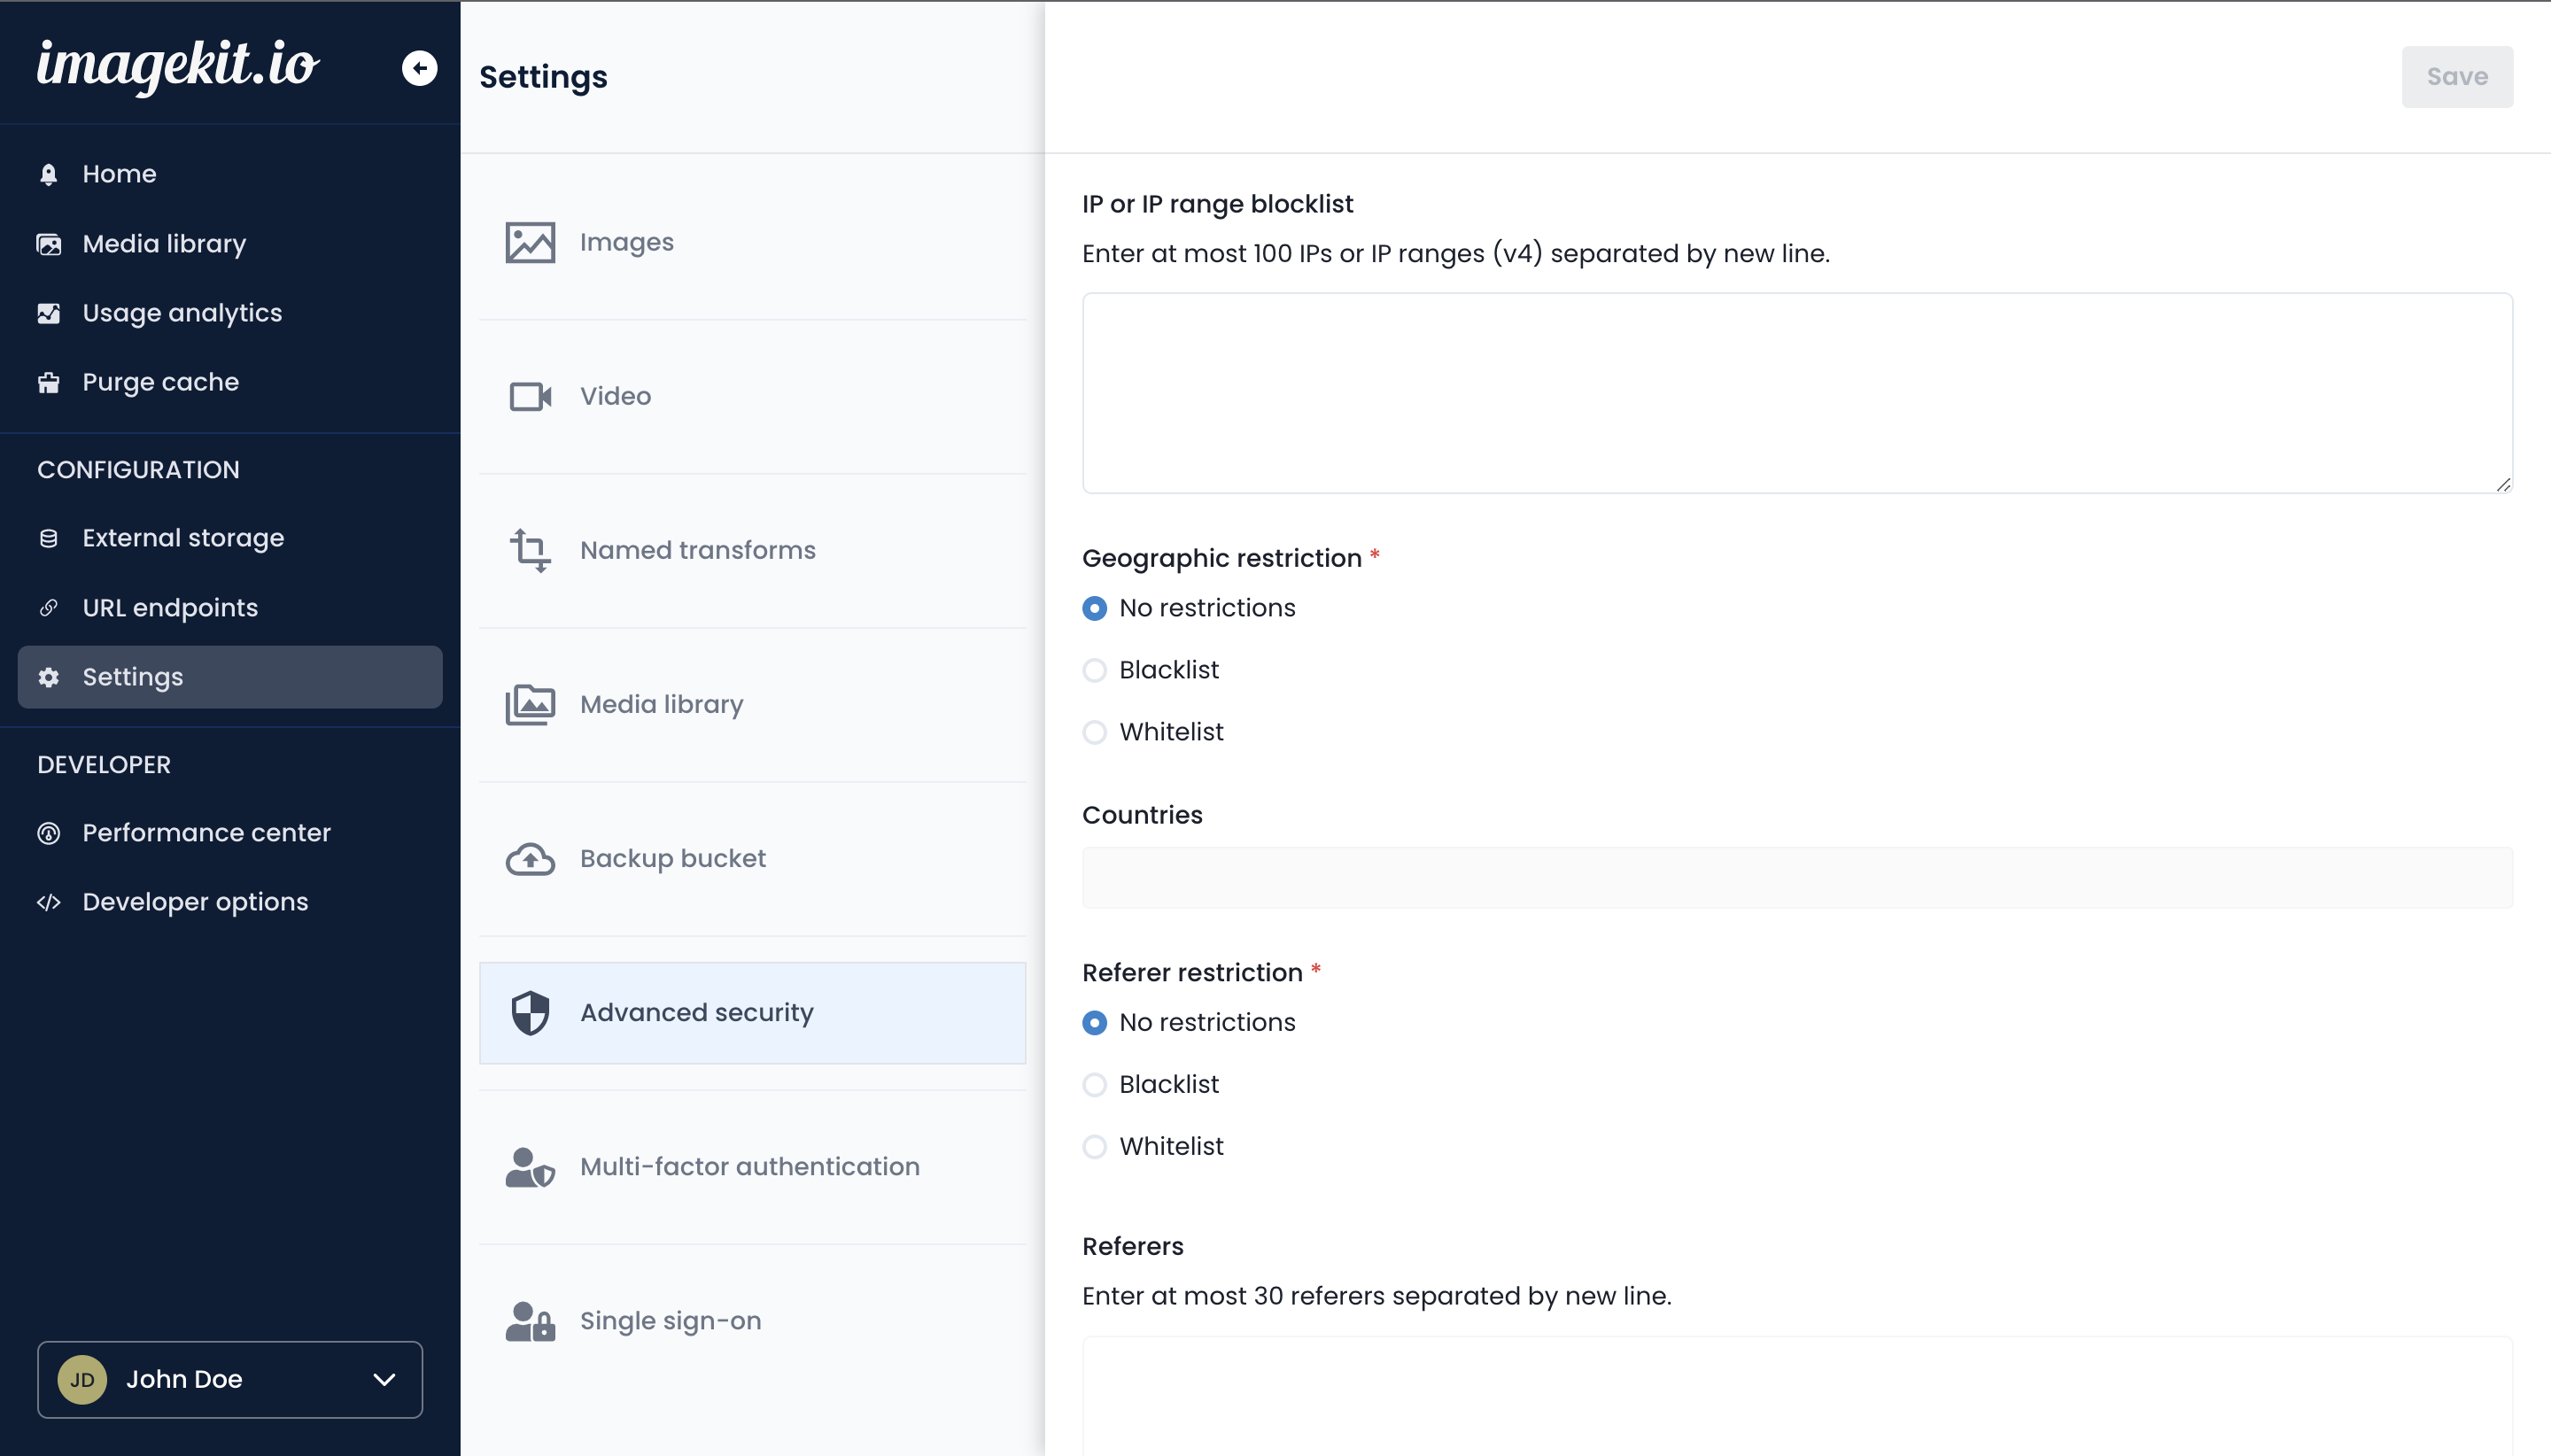 imagekit.io
Home
Media library
Usage analytics
Purge cache
CONFIGURATION
External storage
URL endpoints
Settings
DEVELOPER
Performance center
Developer options
JD
John Doe
Settings
Images
Video
Named transforms
Media library
Backup bucket
Advanced security
Multi-factor authentication
Single sign-on
Save
IP or IP range blocklist
Enter at most 100 IPs or IP ranges (v4) separated by new line.
Geographic restriction *
No restrictions
Blacklist
Whitelist
Countries
Referer restriction *
No restrictions
Blacklist
Whitelist
Referers
Enter at most 30 referers separated by new line.